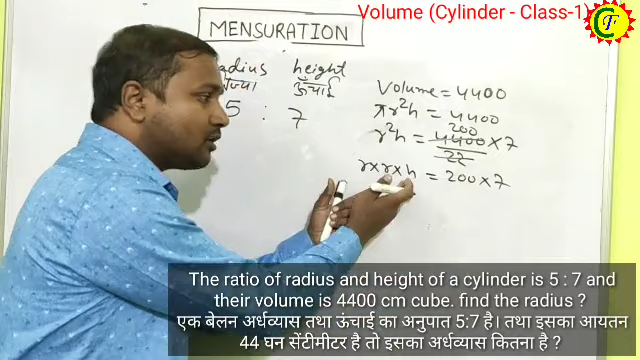 Volume (Cylinder - Class-1)
CF
MENSURATION
radius height
ऊँचाई
5 : 7
Volume = 4400
πr²h = 4400
200
r²h = 4400 × 7
22
r×r×h = 200×7
The ratio of radius and height of a cylinder is 5 : 7 and
their volume is 4400 cm cube. find the radius ?
एक बेलन अर्धव्यास तथा ऊंचाई का अनुपात 5:7 है। तथा इसका आयतन
44 घन सेंटीमीटर है तो इसका अर्धव्यास कितना है ?